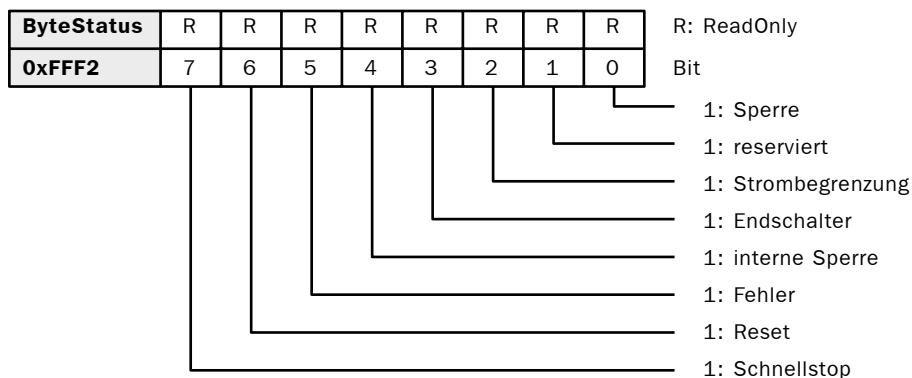 ByteStatus R R R R R R R R R: ReadOnly
0xFFF2 7 6 5 4 3 2 1 0 Bit
1: Sperre
1: reserviert
1: Strombegrenzung
1: Endschalter
1: interne Sperre
1: Fehler
1: Reset
1: Schnellstop